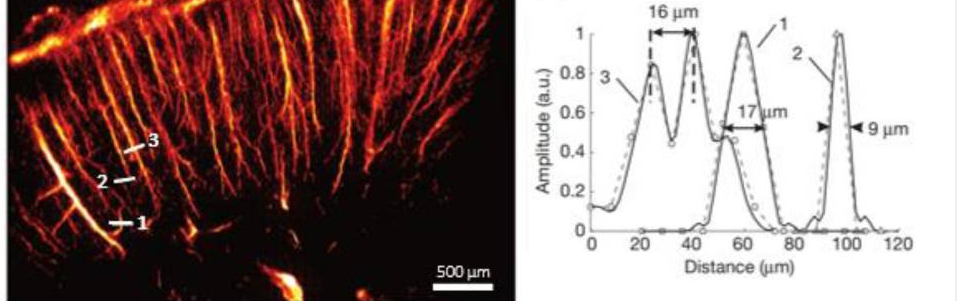 3
2
1
500 μm
16 μm
1
2
3
17 μm
9 μm
Amplitude (a.u.)
1
0.8
0.6
0.4
0.2
0
0 20 40 60 80 100 120
Distance (μm)